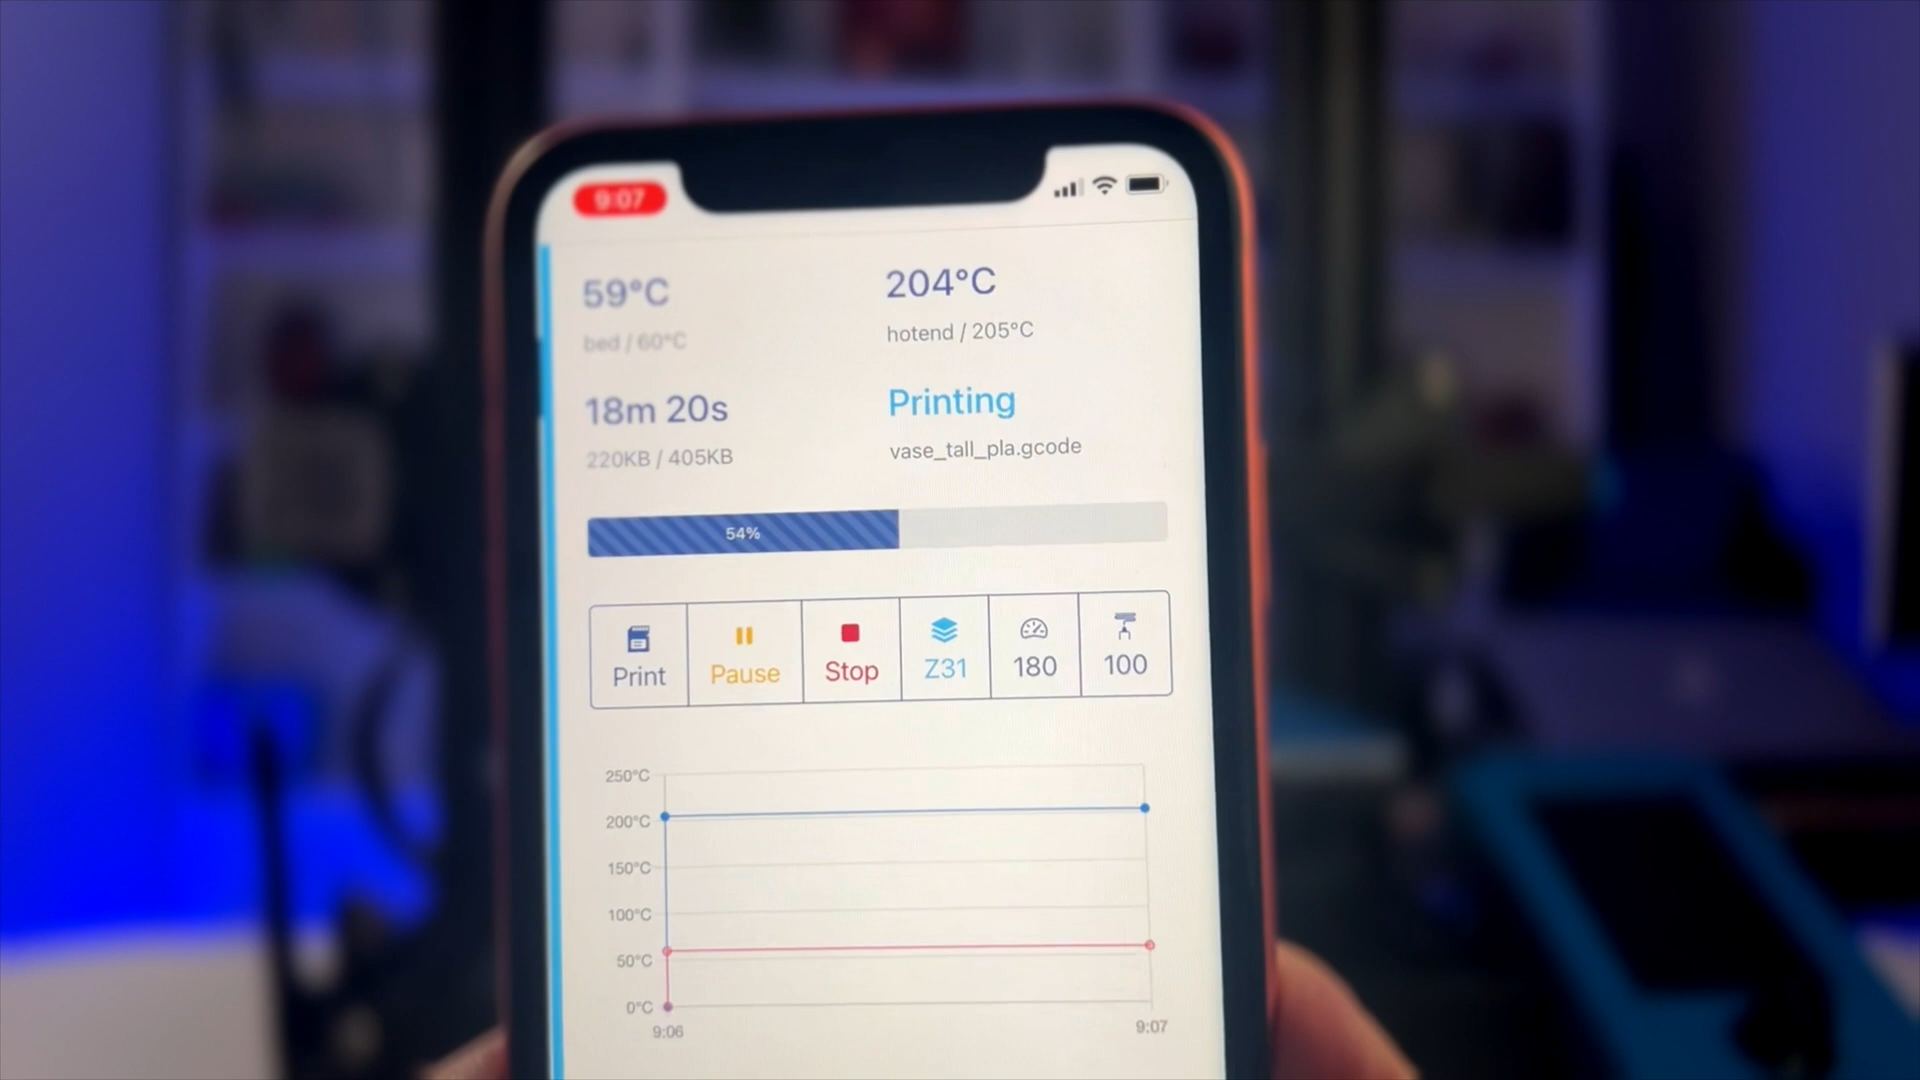 9:07
59°C
204°C
bed / 60°C
hotend / 205°C
18m 20s
Printing
220KB / 405KB
vase_tall_pla.gcode
54%
Print
Pause
Stop
Z31
180
100
250°C
200°C
150°C
100°C
50°C
0°C
9:06
9:07